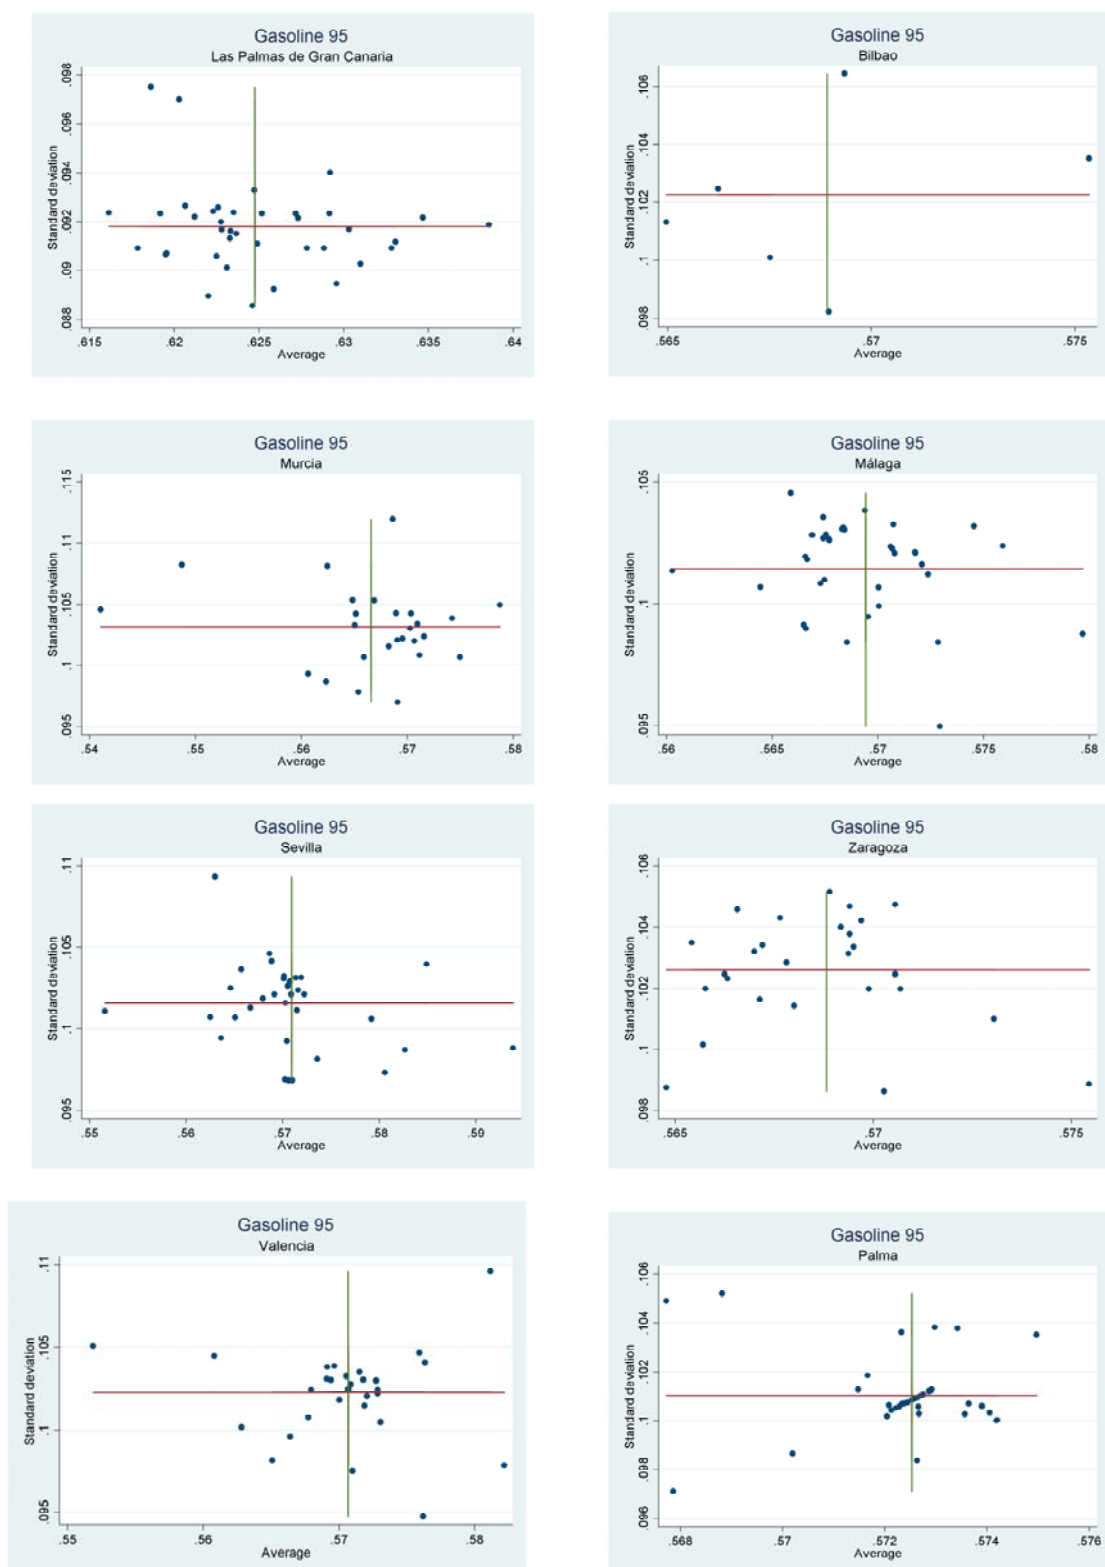 Gasoline 95
Las Palmas de Gran Canaria
Standard deviation
.098
.096
.094
.092
.09
.088
.615
.62
.625
.63
.635
.64
Average
Gasoline 95
Bilbao
Standard deviation
.106
.104
.102
.1
.098
.565
.57
.575
Average
Gasoline 95
Murcia
Standard deviation
.115
.11
.105
.1
.095
.54
.55
.56
.57
.58
Average
Gasoline 95
Málaga
Standard deviation
.105
.1
.095
.56
.565
.57
.575
.58
Average
Gasoline 95
Sevilla
Standard deviation
.11
.105
.1
.095
.55
.56
.57
.58
.59
Average
Gasoline 95
Zaragoza
Standard deviation
.106
.104
.102
.1
.098
.565
.57
.575
Average
Gasoline 95
Valencia
Standard deviation
.11
.105
.1
.095
.55
.56
.57
.58
Average
Gasoline 95
Palma
Standard deviation
.106
.104
.102
.1
.098
.096
.568
.57
.572
.574
.576
Average